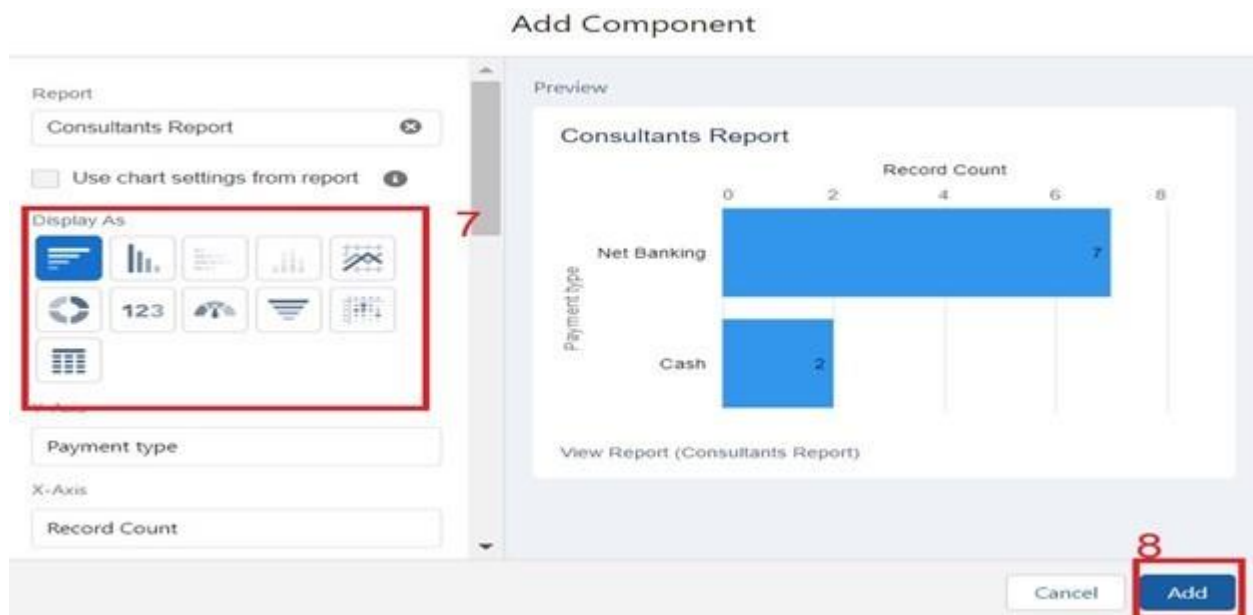 Add Component
Report
Consultants Report
Use chart settings from report
Display As
7
123
Payment type
X-Axis
Record Count
Preview
Consultants Report
Record Count
0 2 4 6 8
Payment type
Net Banking
7
Cash
2
View Report (Consultants Report)
8
Cancel
Add